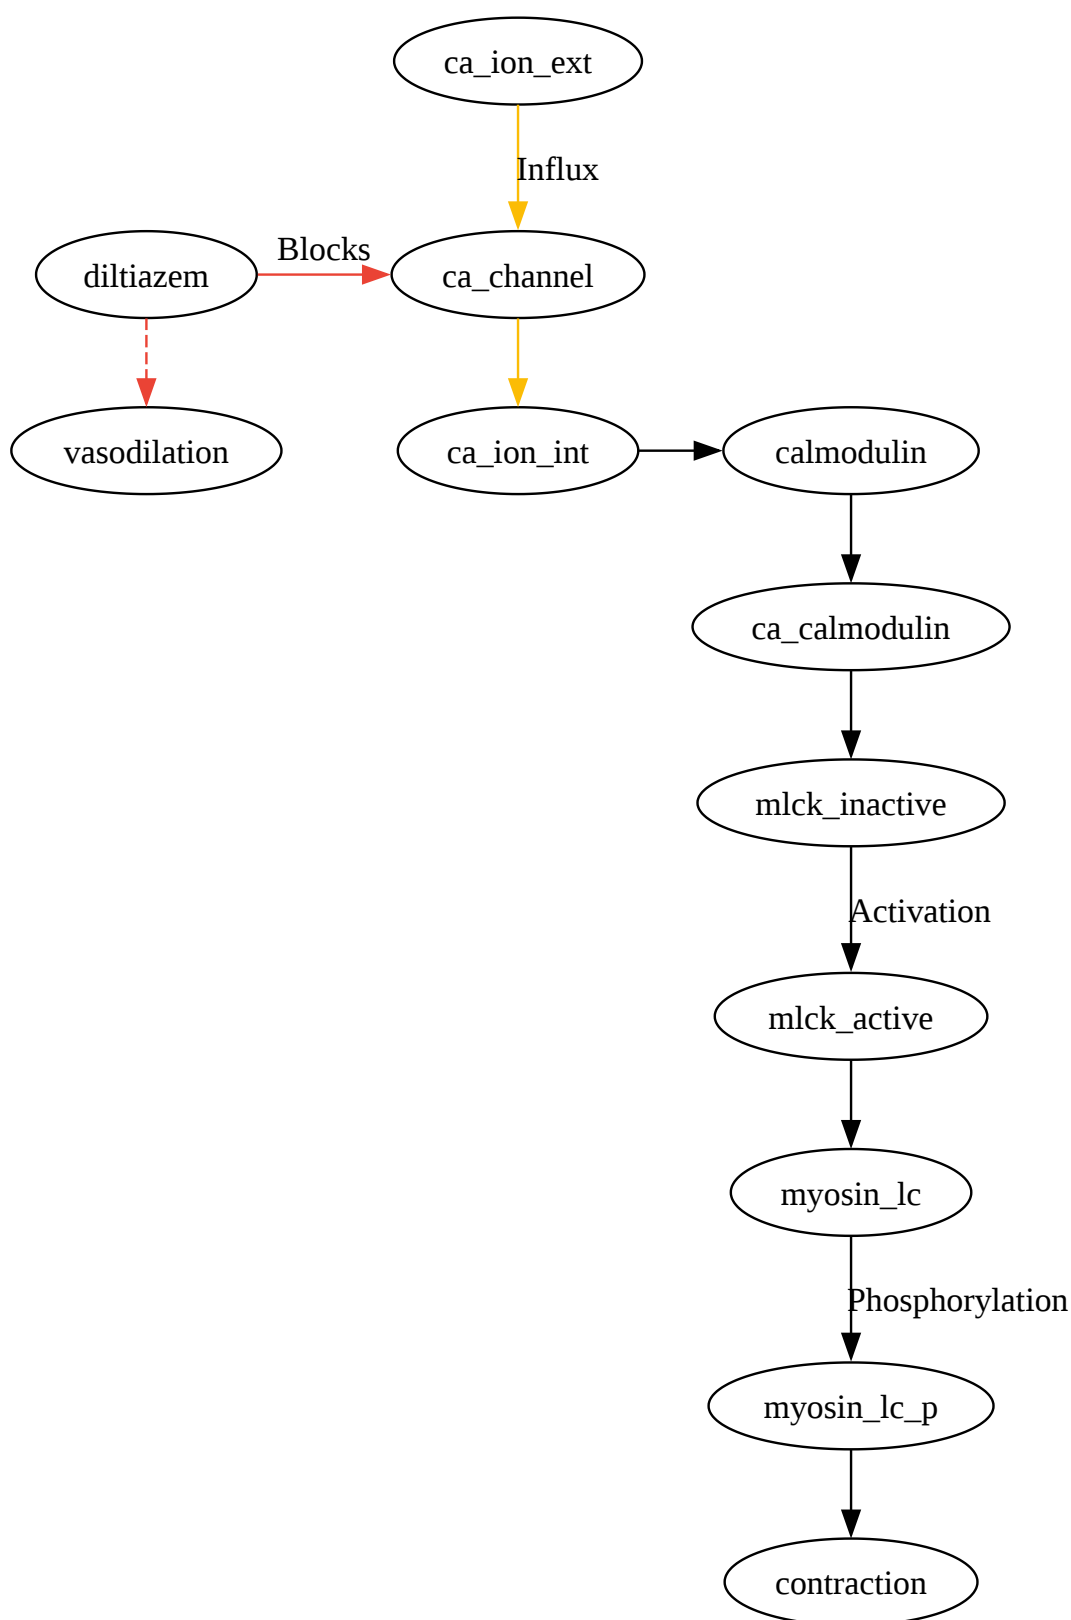 ca_ion_ext
Influx
Blocks
diltiazem
ca_channel
vasodilation
ca_ion_int
calmodulin
ca_calmodulin
mlck_inactive
Activation
mlck_active
myosin_lc
Phosphorylation
myosin_lc_p
contraction